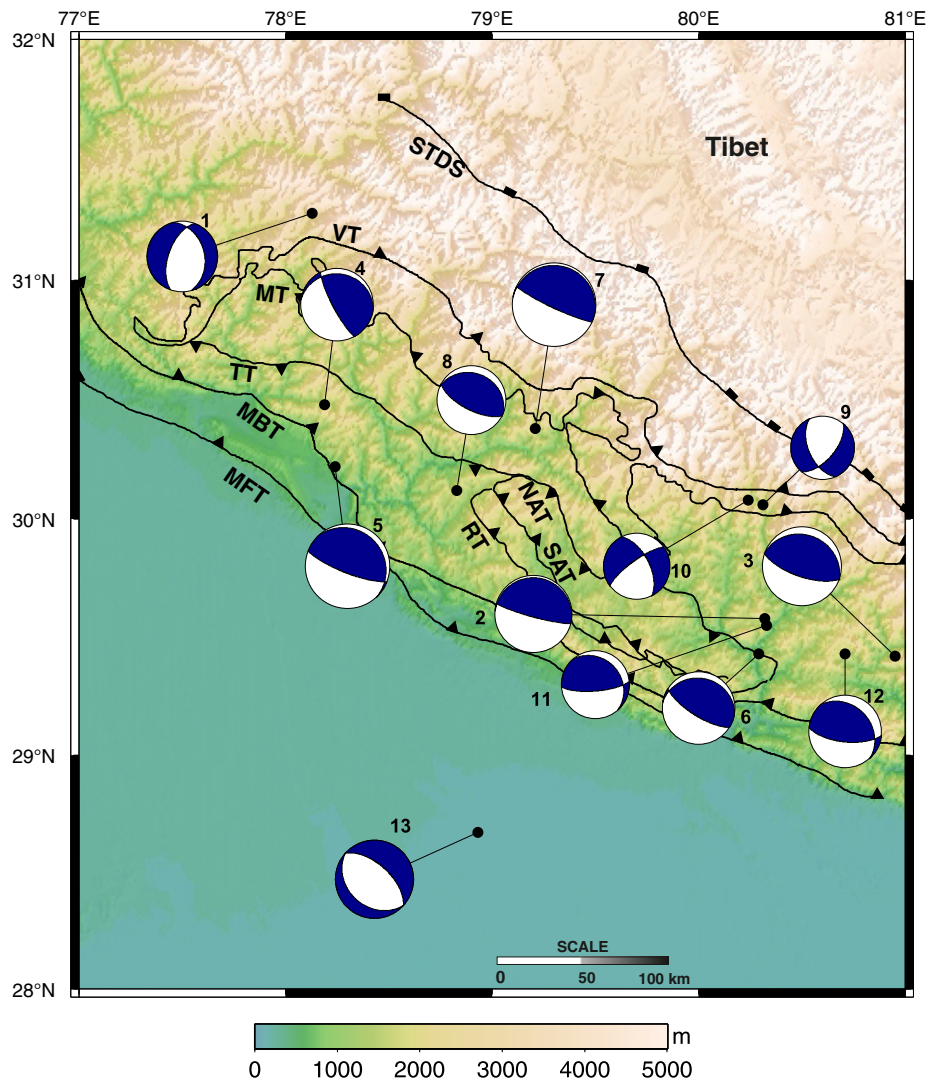 77°E 78°E 79°E 80°E 81°E
32°N
STDS
Tibet
1
VT
31°N
MT
4
7
TT
8
MBT
9
MFT
NAT
30°N
RT
SAT
5
10
3
2
11
6
12
29°N
13
SCALE
0 50 100 km
28°N
m
0 1000 2000 3000 4000 5000